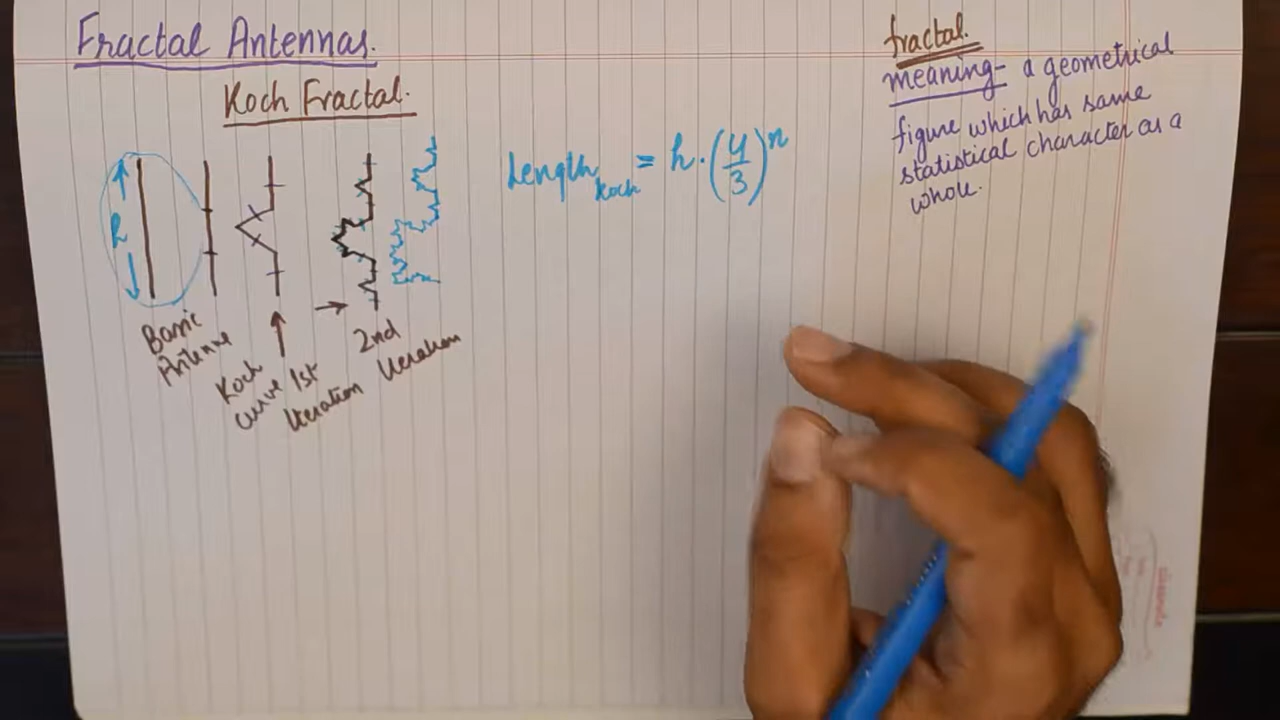 Fractal Antennas.
Koch Fractal.
h
Basic
Antenne
Koch
curve 1st
Iteration
2nd
Iteration
Length Koch = h · (4/3)^n
fractal.
meaning- a geometrical
figure which has same
statistical character as a
whole.